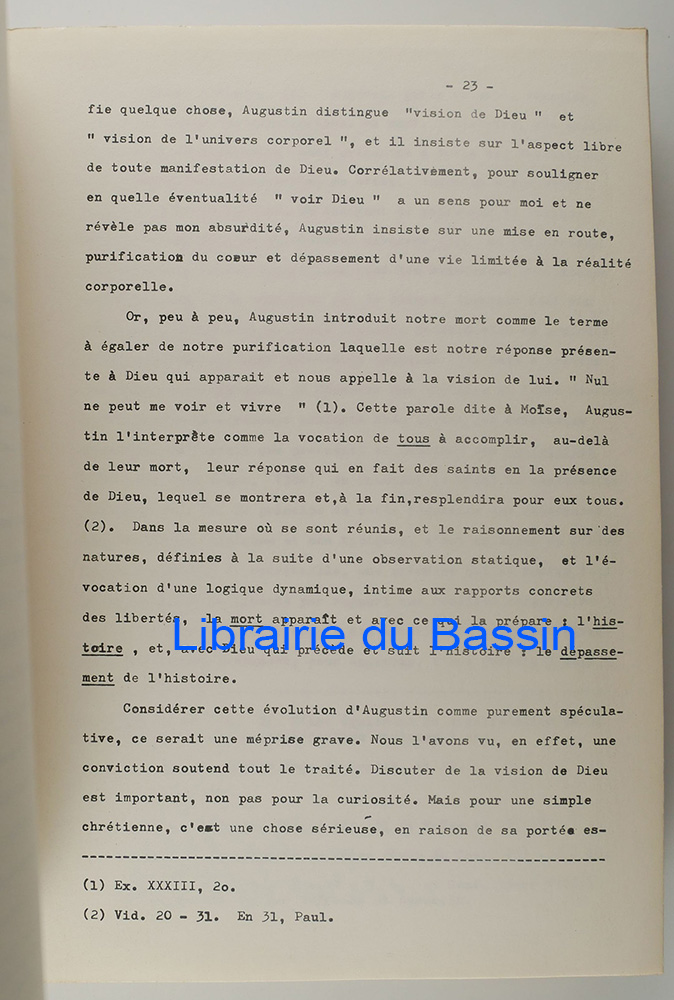 - 23 -
fie quelque chose, Augustin distingue "vision de Dieu " et
" vision de l'univers corporel ", et il insiste sur l'aspect libre
de toute manifestation de Dieu. Corrélativement, pour souligner
en quelle éventualité " voir Dieu " a un sens pour moi et ne
révèle pas mon absurdité, Augustin insiste sur une mise en route,
purification du coeur et dépassement d'une vie limitée à la réalité
corporelle.
Or, peu à peu, Augustin introduit notre mort comme le terme
à égaler de notre purification laquelle est notre réponse présen-
te à Dieu qui apparait et nous appelle à la vision de lui. " Nul
ne peut me voir et vivre " (1). Cette parole dite à Moïse, Augus-
tin l'interprète comme la vocation de tous à accomplir, au-delà
de leur mort, leur réponse qui en fait des saints en la présence
de Dieu, lequel se montrera et,à la fin,resplendira pour eux tous.
(2). Dans la mesure où se sont réunis, et le raisonnement sur des
natures, définies à la suite d'une observation statique, et l'é-
vocation d'une logique dynamique, intime aux rapports concrets
des libertés, la mort apparaît et avec ce qui la prépare : l'his-
Librairie du Bassin
toire , et, avec Dieu qui précède et suit l'histoire : le dépasse-
ment de l'histoire.
Considérer cette évolution d'Augustin comme purement spécula-
tive, ce serait une méprise grave. Nous l'avons vu, en effet, une
conviction soutend tout le traité. Discuter de la vision de Dieu
est important, non pas pour la curiosité. Mais pour une simple
chrétienne, c'est une chose sérieuse, en raison de sa portée es-
(1) Ex. XXXIII, 2o.
(2) Vid. 20 - 31. En 31, Paul.